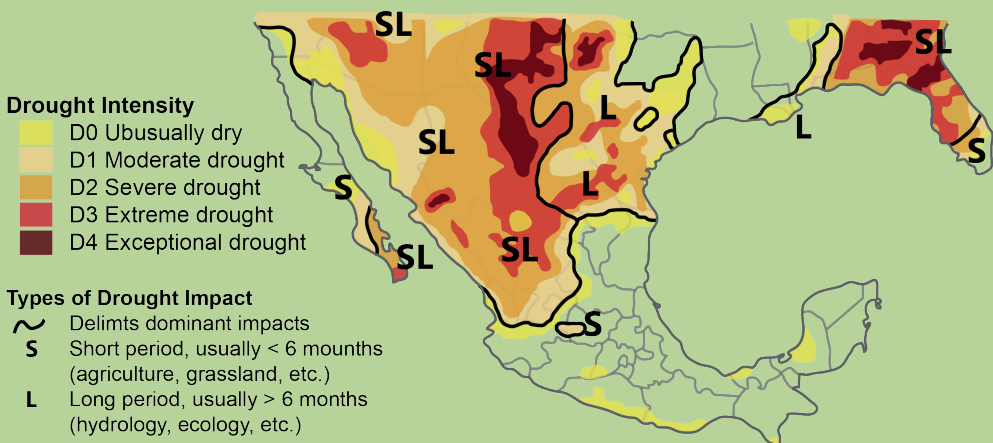 SL
SL
SL
SL
L
L
L
S
S
SL
SL
S
Drought Intensity
D0 Ubusually dry
D1 Moderate drought
D2 Severe drought
D3 Extreme drought
D4 Exceptional drought
Types of Drought Impact
Delimts dominant impacts
S Short period, usually < 6 mounths
(agriculture, grassland, etc.)
L Long period, usually > 6 months
(hydrology, ecology, etc.)